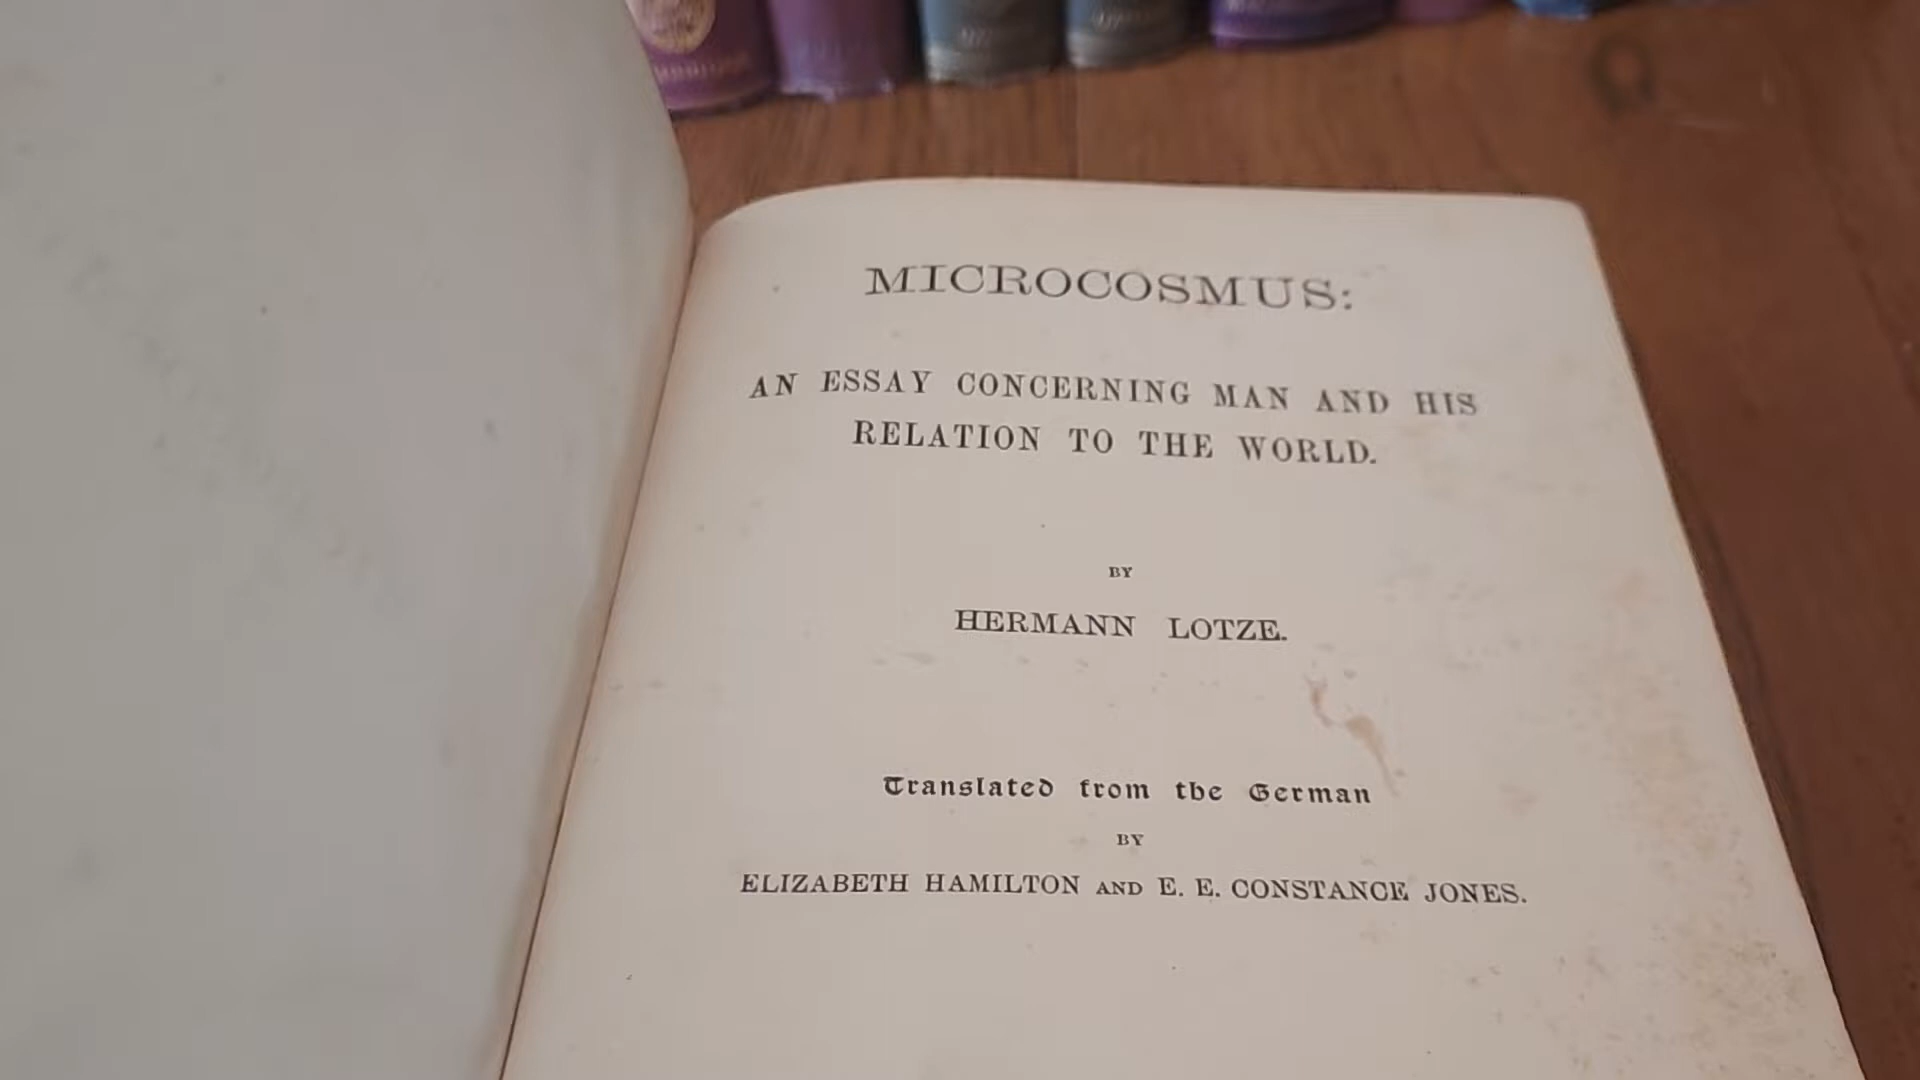 MICROCOSMUS:
AN ESSAY CONCERNING MAN AND HIS
RELATION TO THE WORLD.
BY
HERMANN LOTZE.
Translated from the German
BY
ELIZABETH HAMILTON AND E. E. CONSTANCE JONES.